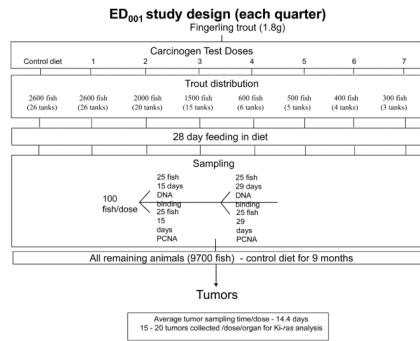 ED001 study design (each quarter)
Fingerling trout (1.8g)
Carcinogen Test Doses
Control diet 1 2 3 4 5 6 7
Trout distribution
2600 fish 2600 fish 2000 fish 1500 fish 600 fish 500 fish 400 fish 300 fish
(26 tanks) (26 tanks) (20 tanks) (15 tanks) (6 tanks) (5 tanks) (4 tanks) (3 tanks)
28 day feeding in diet
Sampling
100
fish/dose
25 fish
15 days
DNA
binding
25 fish
15
days
PCNA
25 fish
29 days
DNA
binding
25 fish
29
days
PCNA
All remaining animals (9700 fish) - control diet for 9 months
Tumors
Average tumor sampling time/dose - 14.4 days
15 - 20 tumors collected /dose/organ for Ki-ras analysis